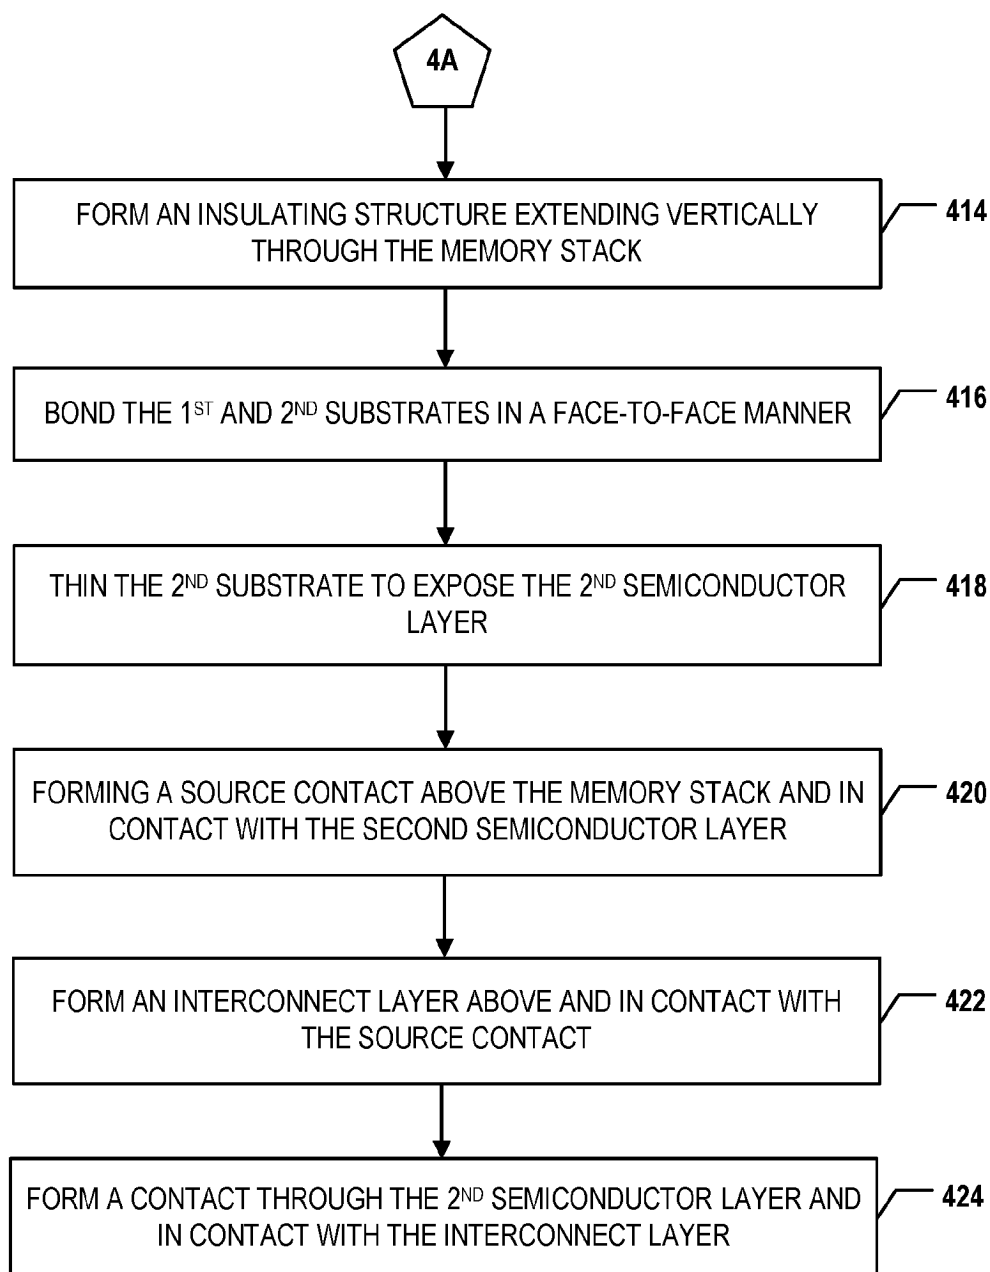 4A
FORM AN INSULATING STRUCTURE EXTENDING VERTICALLY
THROUGH THE MEMORY STACK
414
BOND THE 1ST AND 2ND SUBSTRATES IN A FACE-TO-FACE MANNER
416
THIN THE 2ND SUBSTRATE TO EXPOSE THE 2ND SEMICONDUCTOR
LAYER
418
FORMING A SOURCE CONTACT ABOVE THE MEMORY STACK AND IN
CONTACT WITH THE SECOND SEMICONDUCTOR LAYER
420
FORM AN INTERCONNECT LAYER ABOVE AND IN CONTACT WITH
THE SOURCE CONTACT
422
FORM A CONTACT THROUGH THE 2ND SEMICONDUCTOR LAYER AND
IN CONTACT WITH THE INTERCONNECT LAYER
424